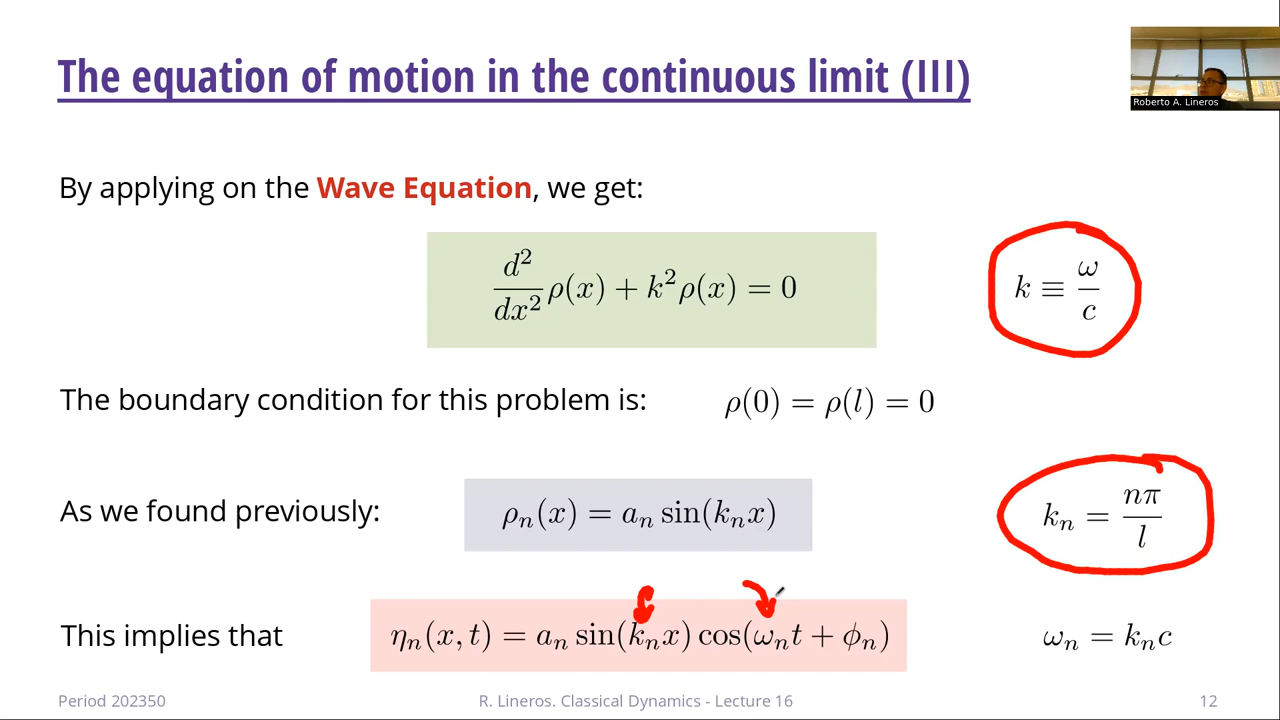 The equation of motion in the continuous limit (III)
Roberto A. Lineros
By applying on the Wave Equation, we get:
d²/dx² ρ(x) + k²ρ(x) = 0
k ≡ ω/c
The boundary condition for this problem is: ρ(0) = ρ(l) = 0
As we found previously: ρₙ(x) = aₙ sin(kₙx)
kₙ = nπ/l
This implies that ηₙ(x, t) = aₙ sin(kₙx) cos(ωₙt + ϕₙ) ωₙ = kₙc
Period 202350 R. Lineros. Classical Dynamics - Lecture 16 12